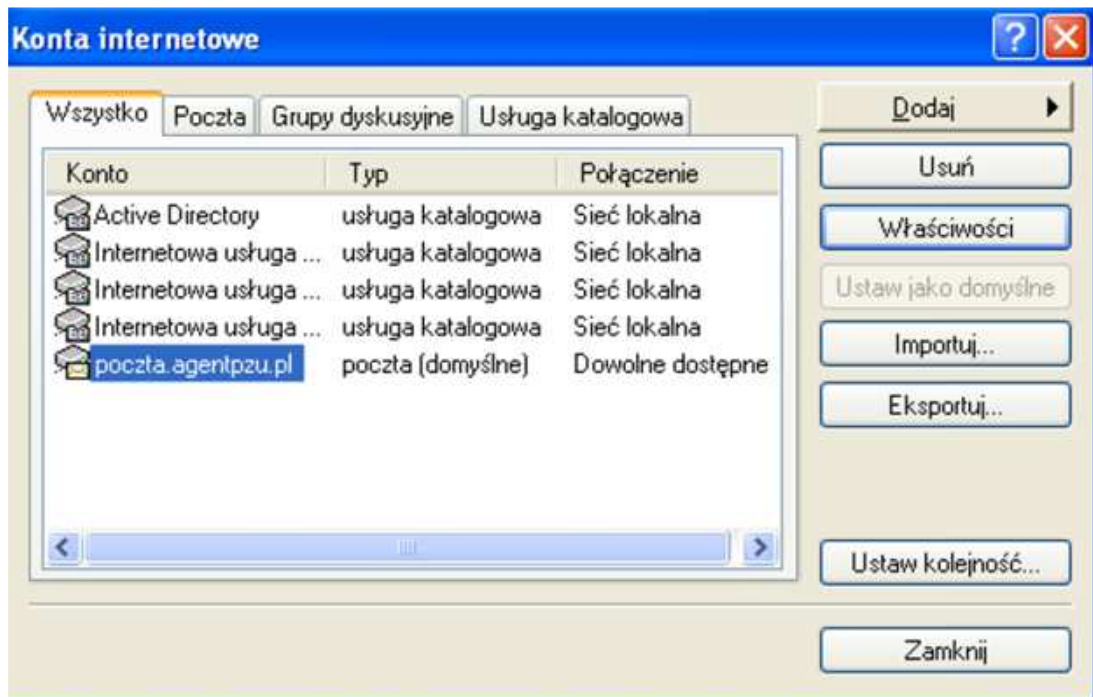 Konta internetowe
Wszystko Poczta Grupy dyskusyjne Usługa katalogowa
Konto Typ Połączenie
Active Directory usługa katalogowa Sieć lokalna
Internetowa usługa ... usługa katalogowa Sieć lokalna
Internetowa usługa ... usługa katalogowa Sieć lokalna
Internetowa usługa ... usługa katalogowa Sieć lokalna
poczta.agentpzu.pl poczta (domyślne) Dowolne dostępne
Dodaj
Usuń
Właściwości
Ustaw jako domyślne
Importuj...
Eksportuj...
Ustaw kolejność...
Zamknij